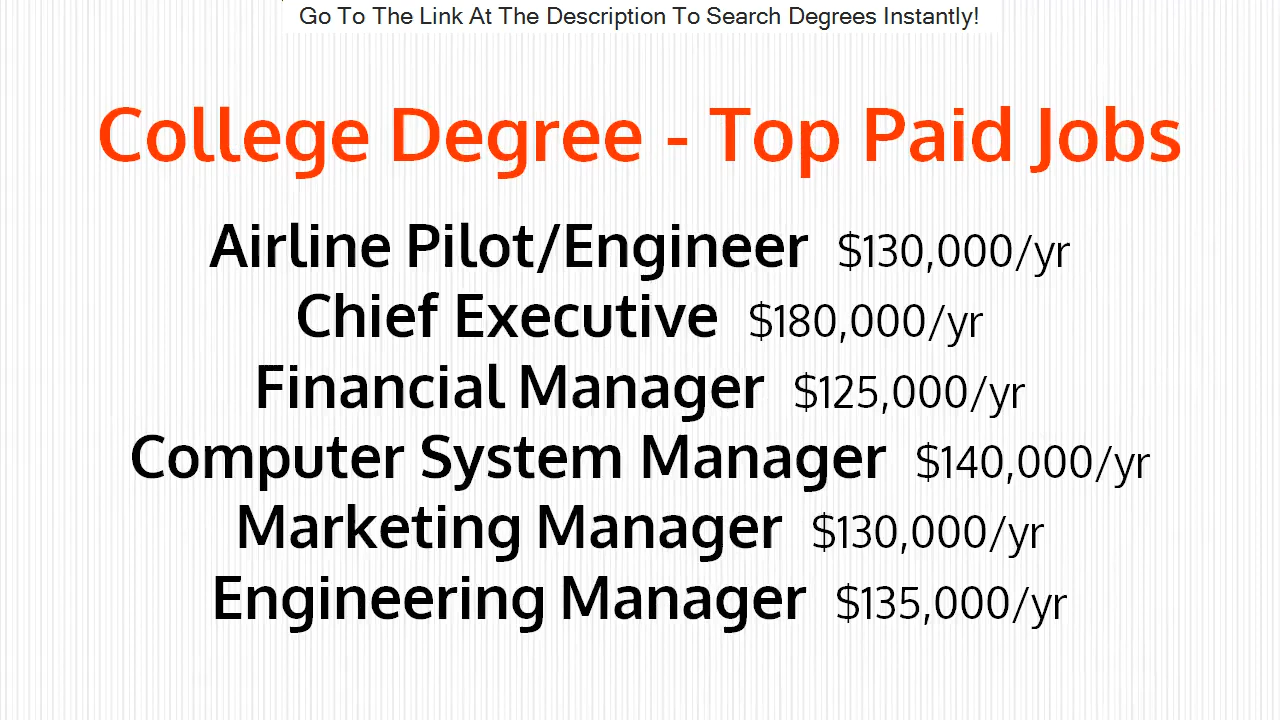 Go To The Link At The Description To Search Degrees Instantly!
College Degree - Top Paid Jobs
Airline Pilot/Engineer $130,000/yr
Chief Executive $180,000/yr
Financial Manager $125,000/yr
Computer System Manager $140,000/yr
Marketing Manager $130,000/yr
Engineering Manager $135,000/yr